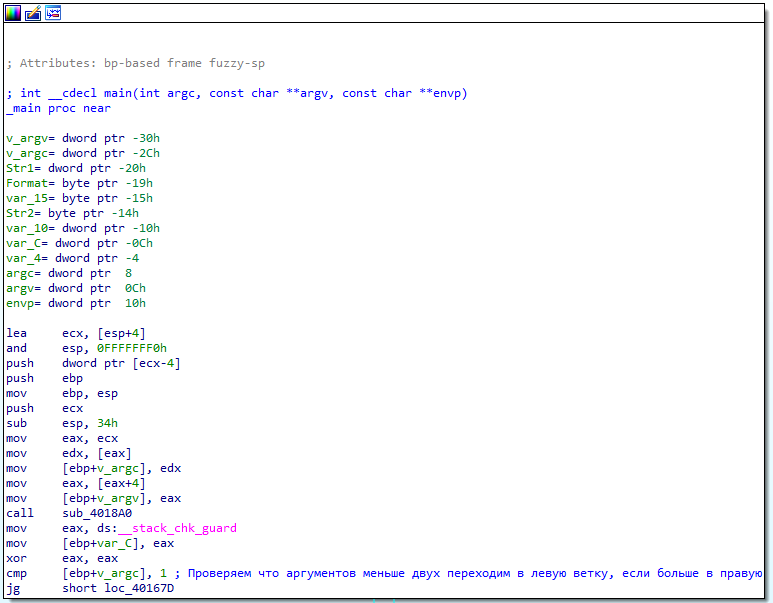 ; Attributes: bp-based frame fuzzy-sp
; int __cdecl main(int argc, const char **argv, const char **envp)
_main proc near
v_argv= dword ptr -30h
v_argc= dword ptr -2Ch
Str1= dword ptr -20h
Format= byte ptr -19h
var_15= byte ptr -15h
Str2= byte ptr -14h
var_10= dword ptr -10h
var_C= dword ptr -0Ch
var_4= dword ptr -4
argc= dword ptr  8
argv= dword ptr  0Ch
envp= dword ptr  10h
lea     ecx, [esp+4]
and     esp, 0FFFFFFF0h
push    dword ptr [ecx-4]
push    ebp
mov     ebp, esp
push    ecx
sub     esp, 34h
mov     eax, ecx
mov     edx, [eax]
mov     [ebp+v_argc], edx
mov     eax, [eax+4]
mov     [ebp+v_argv], eax
call    sub_4018A0
mov     eax, ds:__stack_chk_guard
mov     [ebp+var_C], eax
xor     eax, eax
cmp     [ebp+v_argc], 1 ; Проверяем что аргументов меньше двух переходим в левую ветку, если больше в правую
jg      short loc_40167D